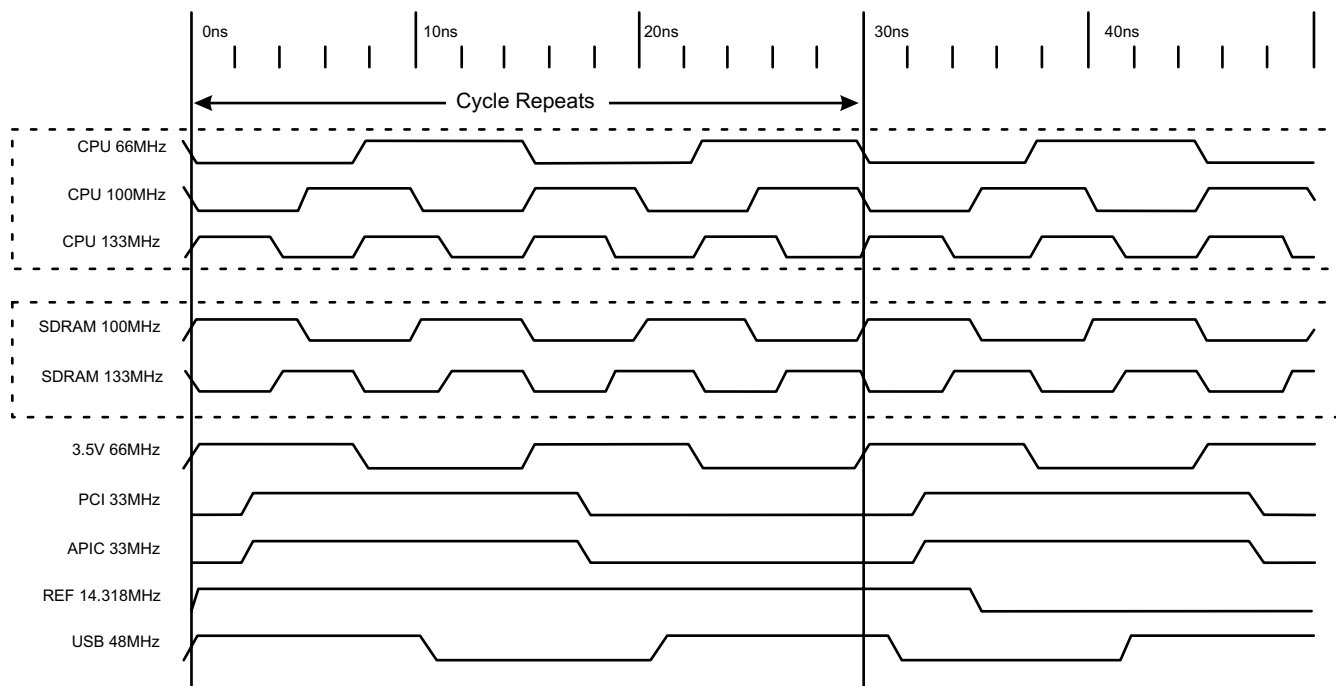 0ns 10ns 20ns 30ns 40ns
Cycle Repeats
CPU 66MHz
CPU 100MHz
CPU 133MHz
SDRAM 100MHz
SDRAM 133MHz
3.5V 66MHz
PCI 33MHz
APIC 33MHz
REF 14.318MHz
USB 48MHz